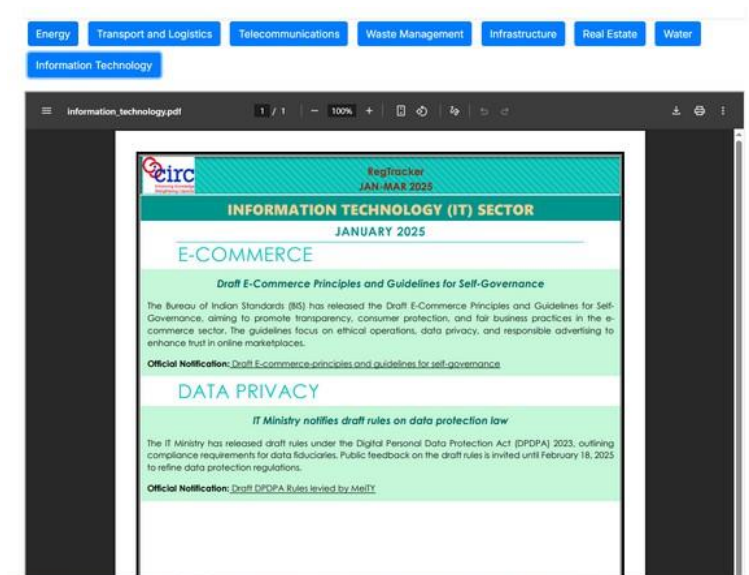 Energy Transport and Logistics Telecommunications Waste Management Infrastructure Real Estate Water
Information Technology
information_technology.pdf 1 / 1 − 100% +
circ
RegTracker
JAN-MAR 2025
INFORMATION TECHNOLOGY (IT) SECTOR
JANUARY 2025
E-COMMERCE
Draft E-Commerce Principles and Guidelines for Self-Governance
The Bureau of Indian Standards (BIS) has released the Draft E-Commerce Principles and Guidelines for Self-
Governance, aiming to promote transparency, consumer protection, and fair business practices in the e-
commerce sector. The guidelines focus on ethical operations, data privacy, and responsible advertising to
enhance trust in online marketplaces.
Official Notification: Draft E-commerce-principles and guidelines for self-governance
DATA PRIVACY
IT Ministry notifies draft rules on data protection law
The IT Ministry has released draft rules under the Digital Personal Data Protection Act (DPDPA) 2023, outlining
compliance requirements for data fiduciaries. Public feedback on the draft rules is invited until February 18, 2025
to refine data protection regulations.
Official Notification: Draft DPDPA Rules levied by MeiTY